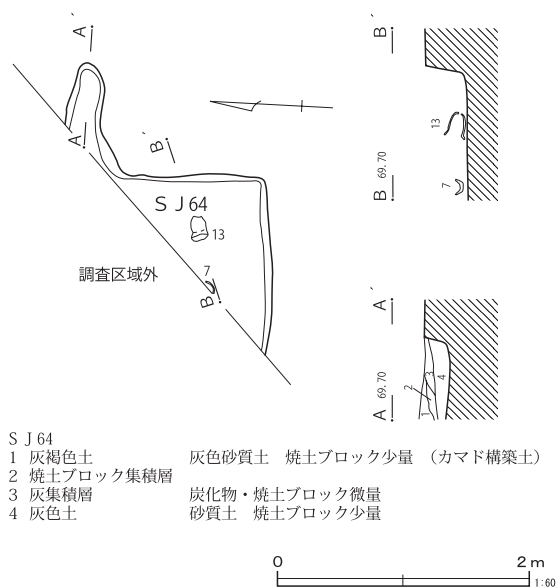 A`
A
B`
ＳＪ64
13
7
調査区域外
B
B`
13
69.70
7
B
A`
69.70
2
3
4
1
A
ＳＪ64
1 灰褐色土　灰色砂質土　焼土ブロック少量　（カマド構築土）
2 焼土ブロック集積層
3 灰集積層　炭化物・焼土ブロック微量
4 灰色土　砂質土　焼土ブロック少量
0 2m
1:60